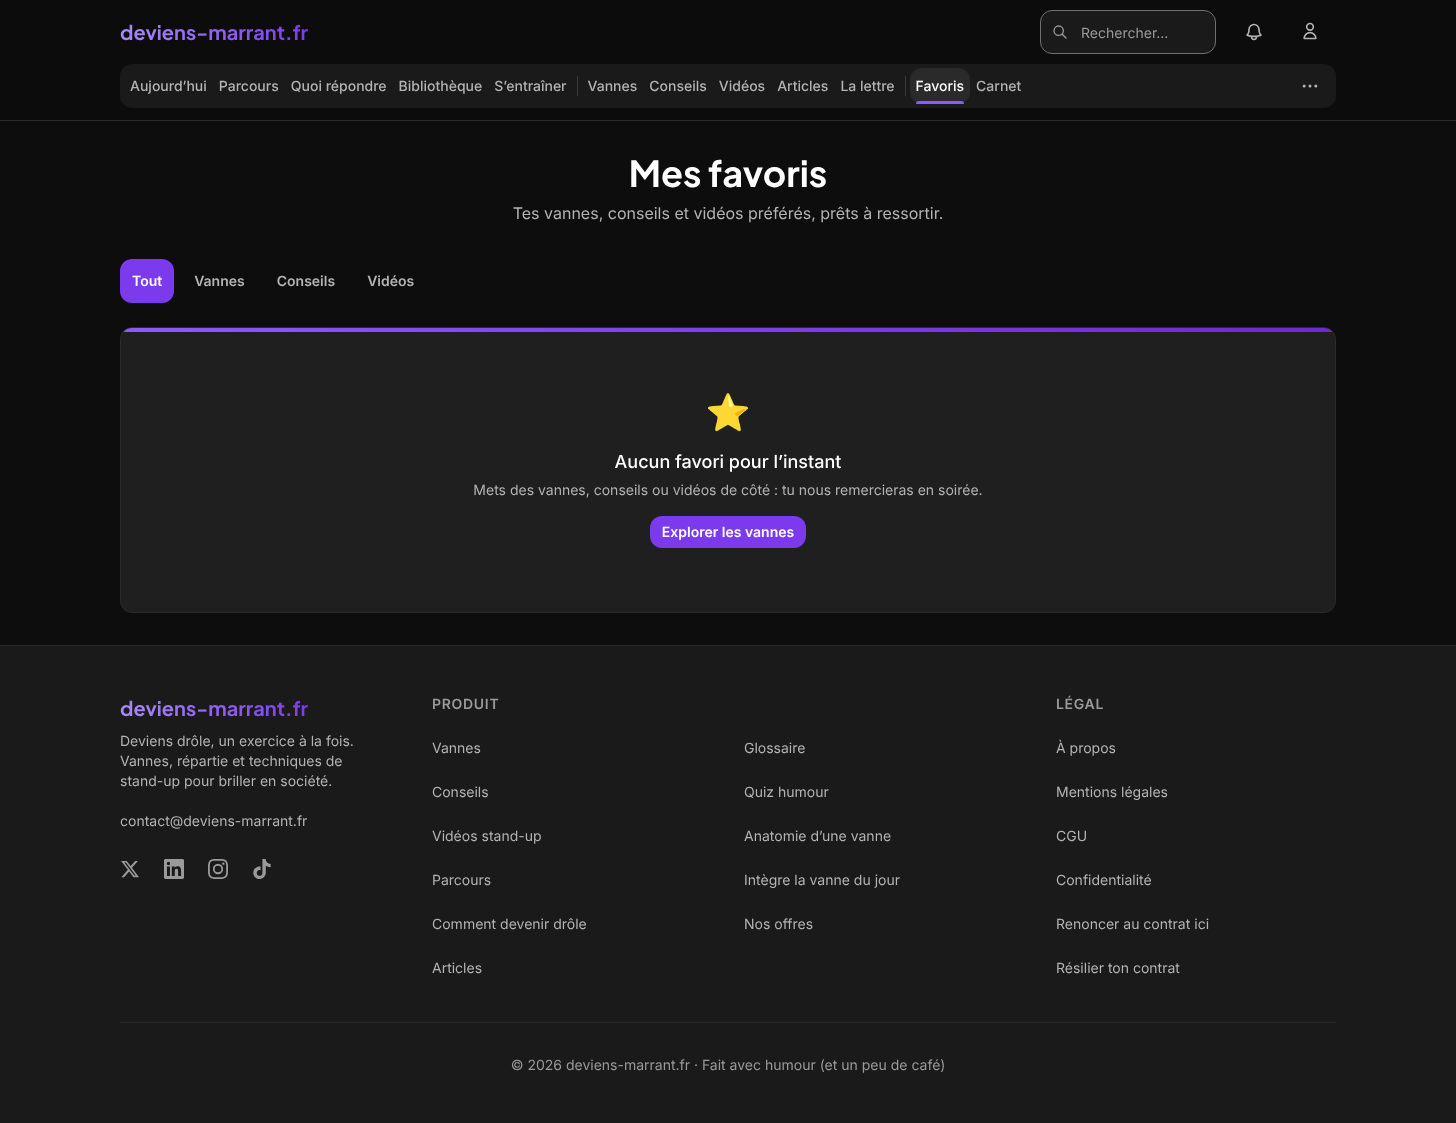 deviens-marrant.fr
Rechercher...
Aujourd’hui Parcours Quoi répondre Bibliothèque S’entraîner Vannes Conseils Vidéos Articles La lettre Favoris Carnet
Mes favoris
Tes vannes, conseils et vidéos préférés, prêts à ressortir.
Tout Vannes Conseils Vidéos
Aucun favori pour l’instant
Mets des vannes, conseils ou vidéos de côté : tu nous remercieras en soirée.
Explorer les vannes
deviens-marrant.fr
Deviens drôle, un exercice à la fois.
Vannes, répartie et techniques de
stand-up pour briller en société.
contact@deviens-marrant.fr
PRODUIT
Vannes
Conseils
Vidéos stand-up
Parcours
Comment devenir drôle
Articles
Glossaire
Quiz humour
Anatomie d’une vanne
Intègre la vanne du jour
Nos offres
LÉGAL
À propos
Mentions légales
CGU
Confidentialité
Renoncer au contrat ici
Résilier ton contrat
© 2026 deviens-marrant.fr · Fait avec humour (et un peu de café)